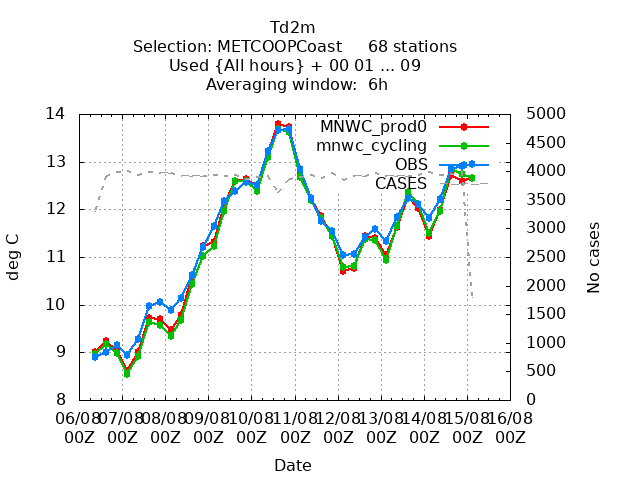 Td2m
Selection: METCOOPCoast     68 stations
Used {All hours} + 00 01 ... 09
Averaging window:  6h
MNWC_prod0
mnwc_cycling
OBS
CASES
deg C
14
13
12
11
10
9
8
No cases
5000
4500
4000
3500
3000
2500
2000
1500
1000
500
0
06/08 07/08 08/08 09/08 10/08 11/08 12/08 13/08 14/08 15/08 16/08
00Z 00Z 00Z 00Z 00Z 00Z 00Z 00Z 00Z 00Z 00Z
Date